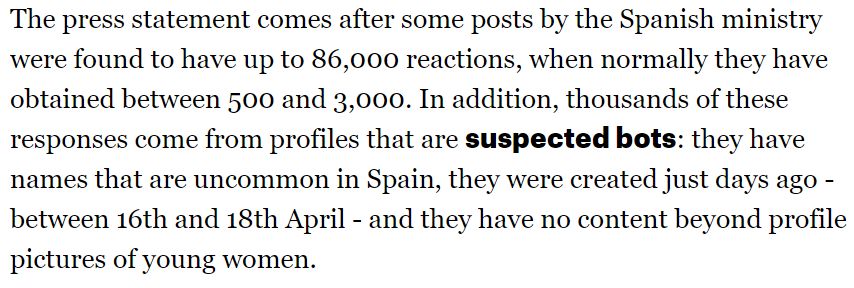 The press statement comes after some posts by the Spanish ministry
were found to have up to 86,000 reactions, when normally they have
obtained between 500 and 3,000. In addition, thousands of these
responses come from profiles that are suspected bots: they have
names that are uncommon in Spain, they were created just days ago -
between 16th and 18th April - and they have no content beyond profile
pictures of young women.